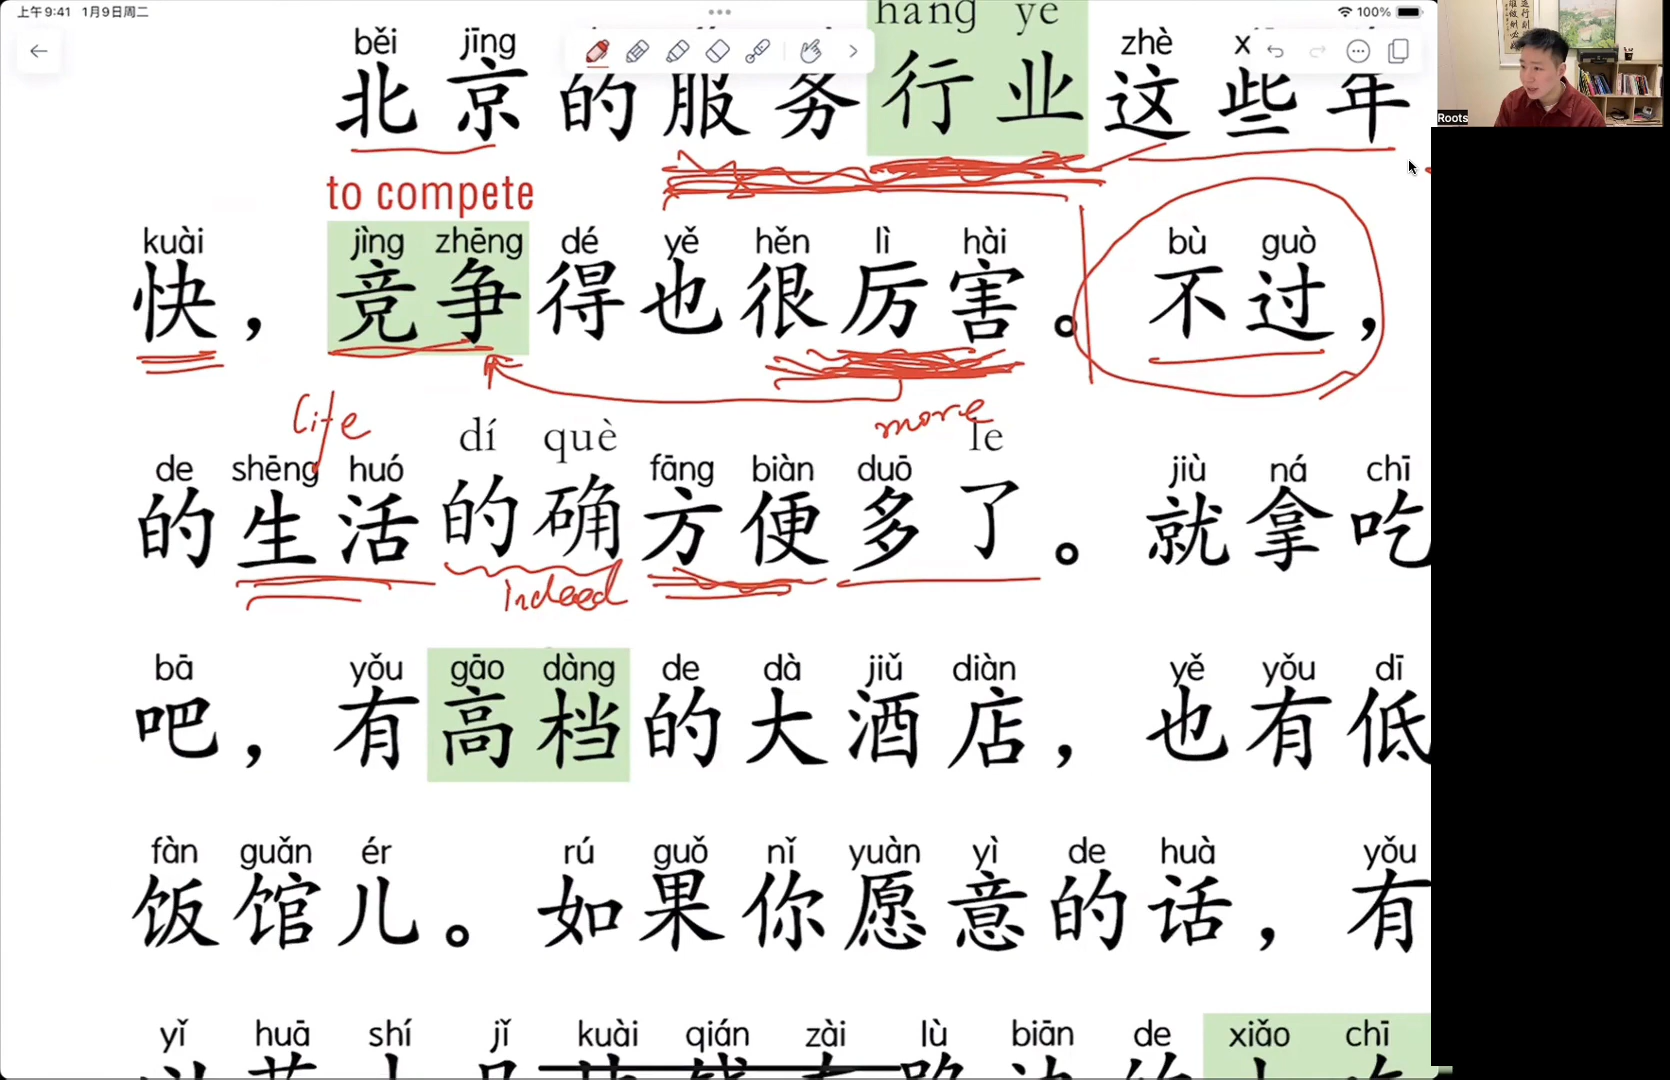 上午9:41 1月9日周二
100%
Roots
háng yè
běi jīng zhè
北京的服务行业这些年
to compete
kuài jìng zhēng dé yě hěn lì hài bù guò
快，竞争得也很厉害。不过，
life
more
dí què le
de shēng huó fāng biàn duō jiù ná chī
的生活的确方便多了。就拿吃
Indeed
bā yǒu gāo dàng de dà jiǔ diàn yě yǒu dī
吧，有高档的大酒店，也有低
fàn guǎn ér rú guǒ nǐ yuàn yì de huà yǒu
饭馆儿。如果你愿意的话，有
yǐ huā shí jǐ kuài qián zài lù biān de xiǎo chī